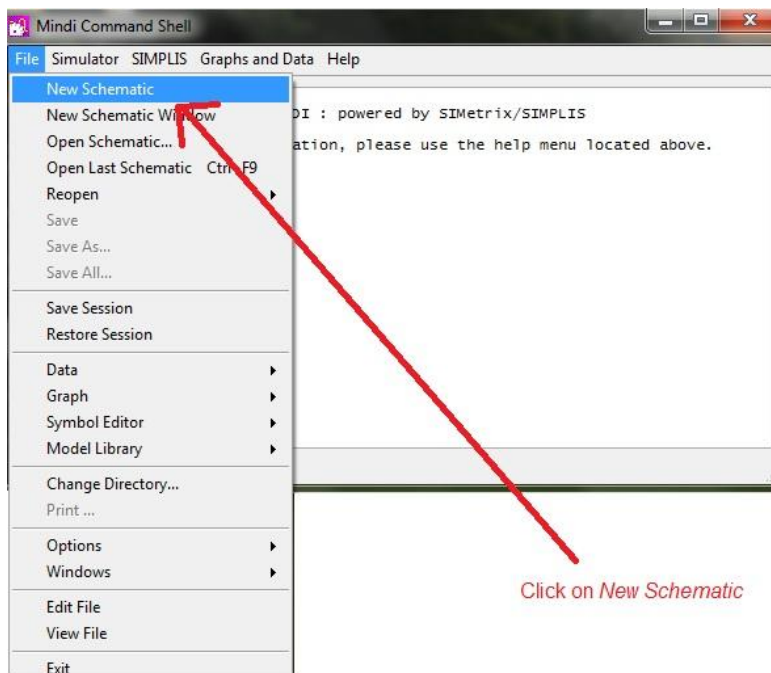 Mindi Command Shell
File Simulator SIMPLIS Graphs and Data Help
New Schematic
New Schematic Window
Open Schematic...
Open Last Schematic Ctrl F9
Reopen
Save
Save As...
Save All...
Save Session
Restore Session
Data
Graph
Symbol Editor
Model Library
Change Directory...
Print ...
Options
Windows
Edit File
View File
Exit
DI : powered by SIMetrix/SIMPLIS
ation, please use the help menu located above.
Click on New Schematic